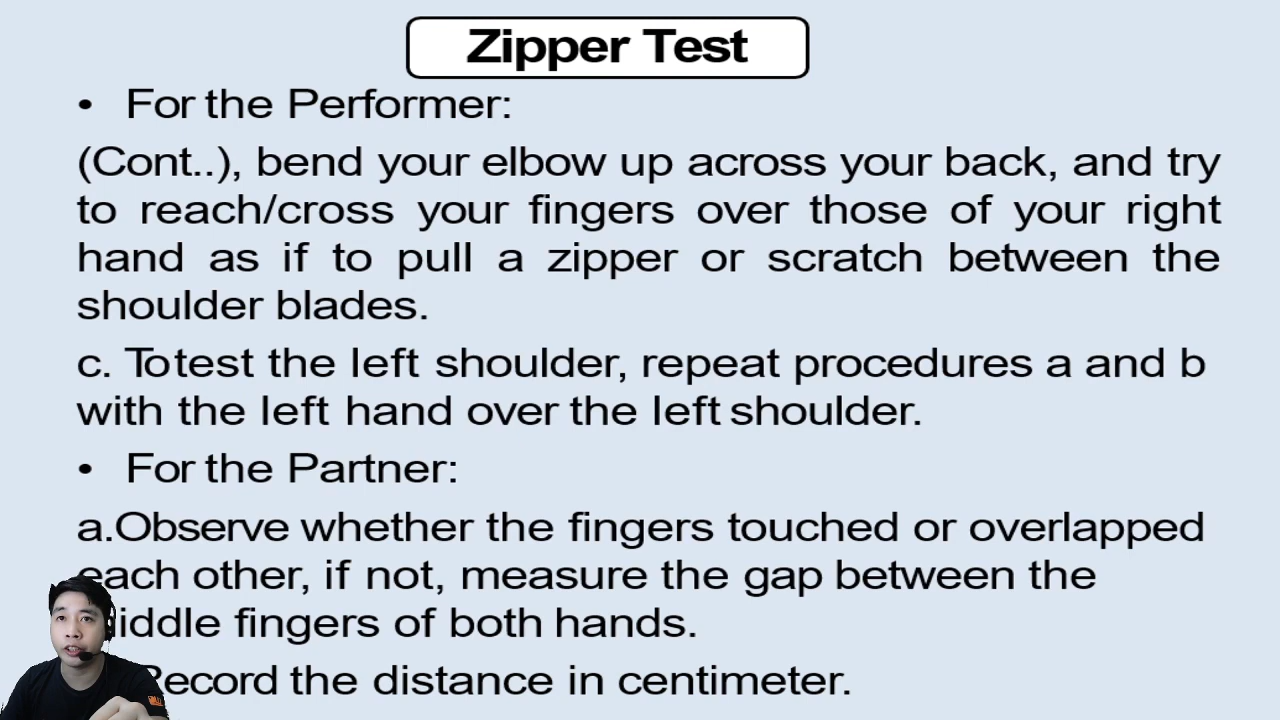 Zipper Test
• For the Performer:
(Cont..), bend your elbow up across your back, and try
to reach/cross your fingers over those of your right
hand as if to pull a zipper or scratch between the
shoulder blades.
c. To test the left shoulder, repeat procedures a and b
with the left hand over the left shoulder.
• For the Partner:
a.Observe whether the fingers touched or overlapped
each other, if not, measure the gap between the
middle fingers of both hands.
Record the distance in centimeter.